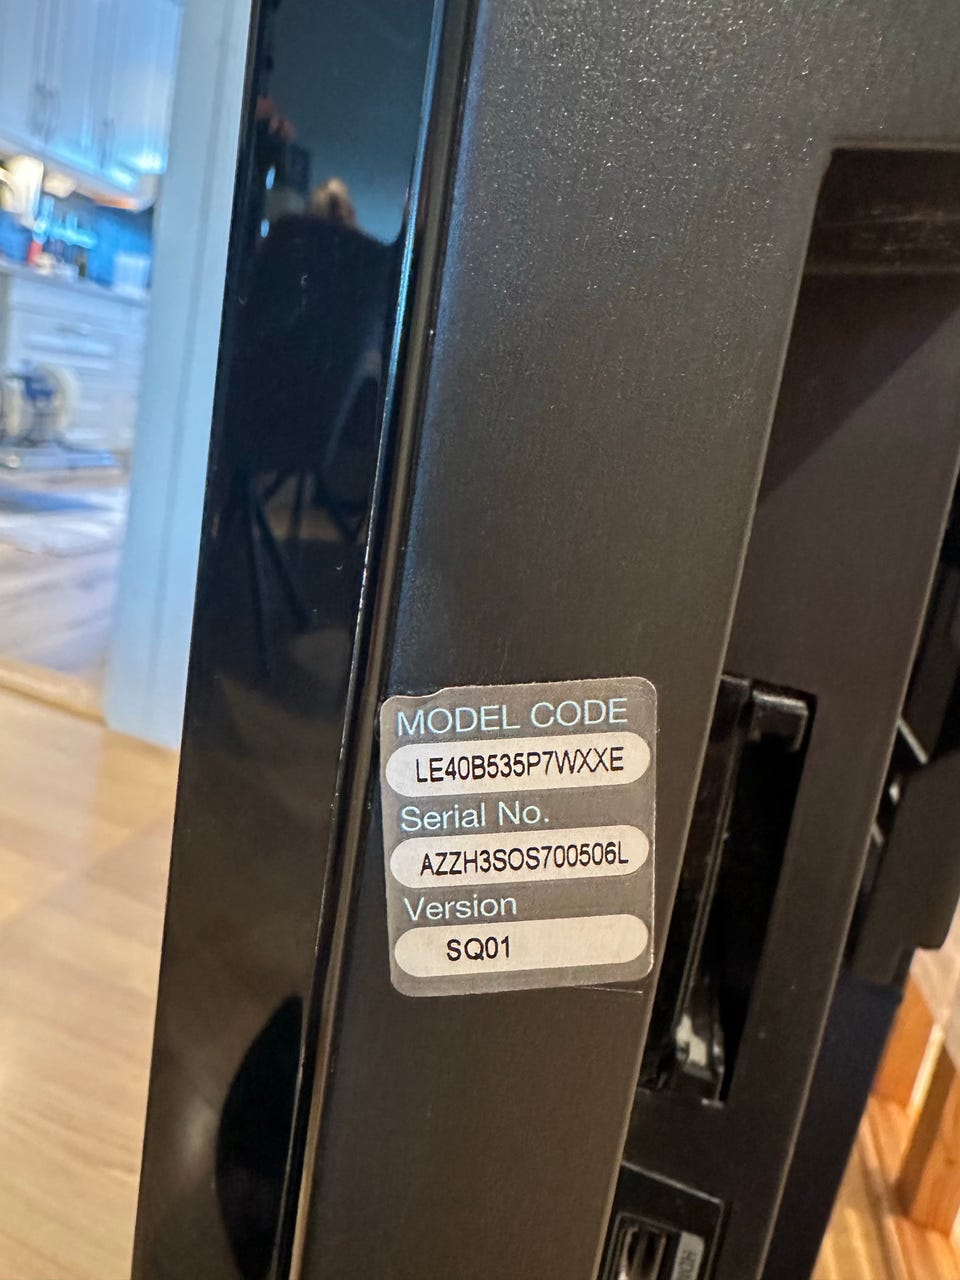 MODEL CODE
LE40B535P7WXXE
Serial No.
AZZH3SOS700506L
Version
SQ01